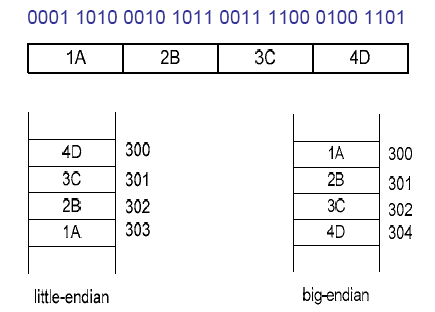 0001 1010 0010 1011 0011 1100 0100 1101
1A 2B 3C 4D
4D 300
3C 301
2B 302
1A 303
little-endian
1A 300
2B 301
3C 302
4D 304
big-endian